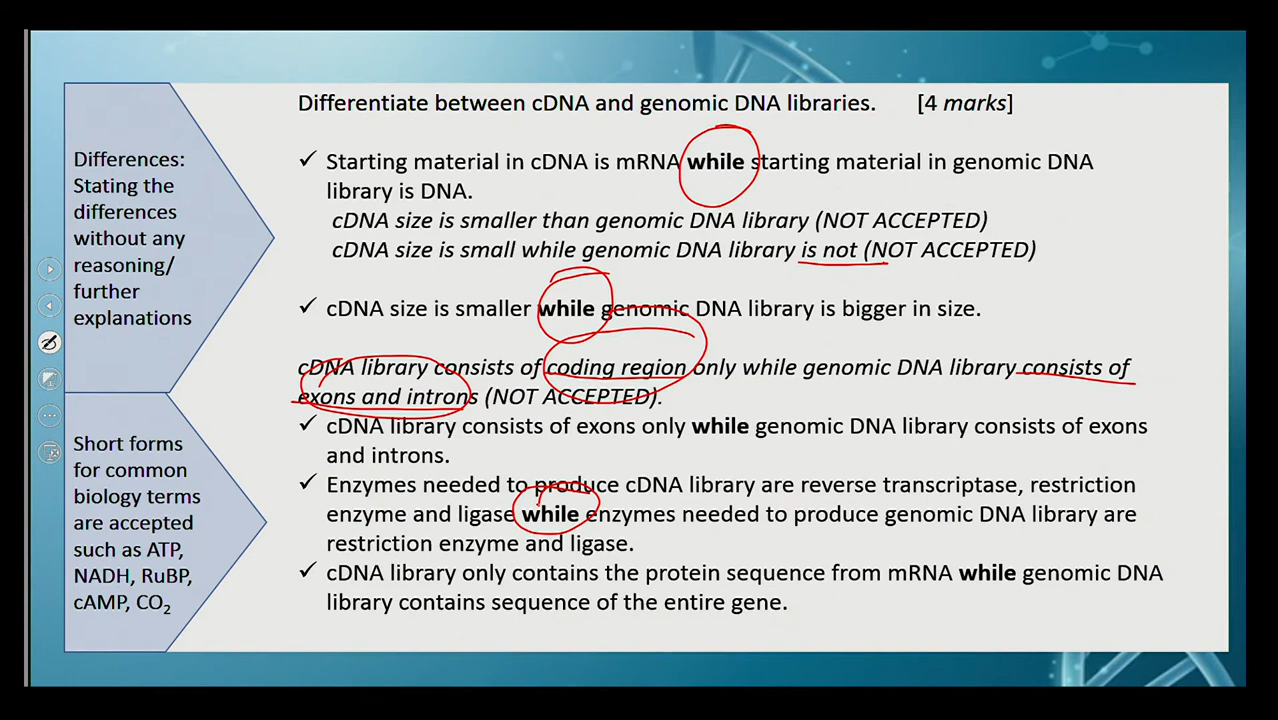 Differences:
Stating the
differences
without any
reasoning/
further
explanations
Short forms
for common
biology terms
are accepted
such as ATP,
NADH, RuBP,
cAMP, CO₂
Differentiate between cDNA and genomic DNA libraries. [4 marks]
✓ Starting material in cDNA is mRNA while starting material in genomic DNA
library is DNA.
cDNA size is smaller than genomic DNA library (NOT ACCEPTED)
cDNA size is small while genomic DNA library is not (NOT ACCEPTED)
✓ cDNA size is smaller while genomic DNA library is bigger in size.
cDNA library consists of coding region only while genomic DNA library consists of
exons and introns (NOT ACCEPTED).
✓ cDNA library consists of exons only while genomic DNA library consists of exons
and introns.
✓ Enzymes needed to produce cDNA library are reverse transcriptase, restriction
enzyme and ligase while enzymes needed to produce genomic DNA library are
restriction enzyme and ligase.
✓ cDNA library only contains the protein sequence from mRNA while genomic DNA
library contains sequence of the entire gene.